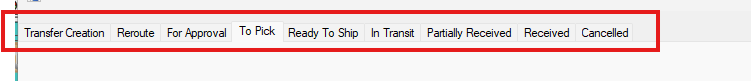 Transfer Creation Reroute For Approval To Pick Ready To Ship In Transit Partially Received Received Cancelled